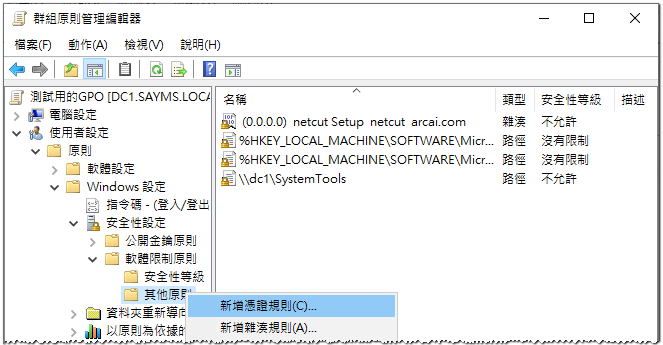 群組原則管理編輯器
檔案(F) 動作(A) 檢視(V) 說明(H)
測試用的GPO [DC1.SAYMS.LOCA
電腦設定
使用者設定
原則
軟體設定
Windows 設定
指令碼 - (登入/登出
安全性設定
公開金鑰原則
軟體限制原則
安全性等級
其他原則
資料夾重新導向
以原則為依據的
名稱 類型 安全性等級 描述
(0.0.0.0) netcut Setup netcut arcai.com 雜湊 不允許
%HKEY_LOCAL_MACHINE\SOFTWARE\Micr... 路徑 沒有限制
%HKEY_LOCAL_MACHINE\SOFTWARE\Micr... 路徑 沒有限制
\\dc1\SystemTools 路徑 不允許
新增憑證規則(C)...
新增雜湊規則(A)...